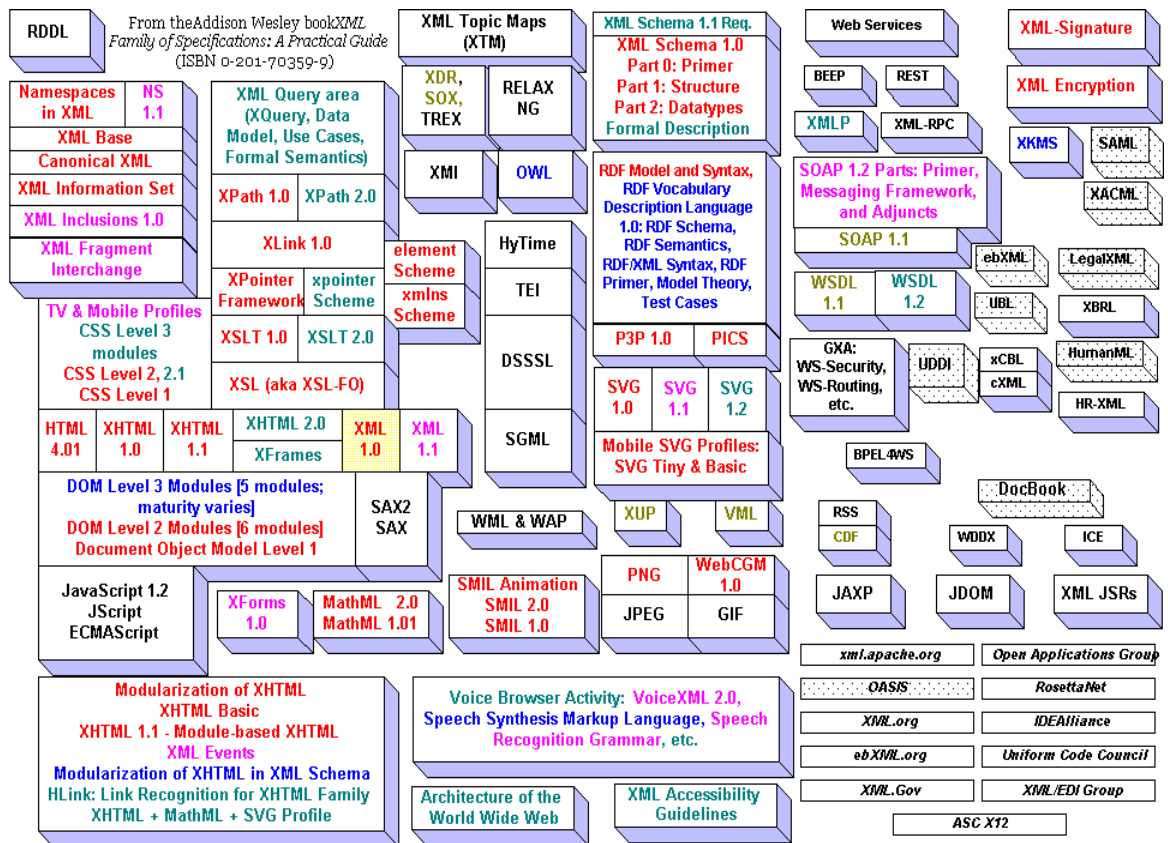 RDDL
From theAddison Wesley bookXML
Family of Specifications: A Practical Guide
(ISBN 0-201-70359-9)
XML Topic Maps
(XTM)
XML Schema 1.1 Req.
XML Schema 1.0
Part 0: Primer
Part 1: Structure
Part 2: Datatypes
Formal Description
Web Services
XML-Signature
Namespaces
in XML
NS
1.1
XML Base
Canonical XML
XML Information Set
XML Inclusions 1.0
XML Fragment
Interchange
XML Query area
(XQuery, Data
Model, Use Cases,
Formal Semantics)
XPath 1.0
XPath 2.0
XLink 1.0
XPointer
Framework
xpointer
Scheme
element
Scheme
xmlns
Scheme
XSLT 1.0
XSLT 2.0
XSL (aka XSL-FO)
XDR,
SOX,
TREX
RELAX
NG
XMI
OWL
HyTime
TEI
DSSSL
SGML
RDF Model and Syntax,
RDF Vocabulary
Description Language
1.0: RDF Schema,
RDF Semantics,
RDF/XML Syntax, RDF
Primer, Model Theory,
Test Cases
P3P 1.0
PICS
BEEP
REST
XML Encryption
XMLP
XML-RPC
XKMS
SAML
XACML
SOAP 1.2 Parts: Primer,
Messaging Framework,
and Adjuncts
SOAP 1.1
WSDL
1.1
WSDL
1.2
ebXML
LegalXML
UBL
XBRL
GXA:
WS-Security,
WS-Routing,
etc.
UDDI
xCBL
cXML
HumanML
HR-XML
BPEL4WS
TV & Mobile Profiles
CSS Level 3
modules
CSS Level 2, 2.1
CSS Level 1
HTML
4.01
XHTML
1.0
XHTML
1.1
XHTML 2.0
XFrames
XML
1.0
XML
1.1
SVG
1.0
SVG
1.1
SVG
1.2
Mobile SVG Profiles:
SVG Tiny & Basic
DOM Level 3 Modules [5 modules;
maturity varies]
DOM Level 2 Modules [6 modules]
Document Object Model Level 1
SAX2
SAX
WML & WAP
XUP
VML
DocBook
RSS
CDF
WDDX
ICE
JavaScript 1.2
JScript
ECMAScript
XForms
1.0
MathML 2.0
MathML 1.01
SMIL Animation
SMIL 2.0
SMIL 1.0
PNG
WebCGM
1.0
JPEG
GIF
JAXP
JDOM
XML JSRs
xml.apache.org
Open Applications Group
OASIS
RosettaNet
XML.org
IDEAlliance
ebXML.org
Uniform Code Council
XML.Gov
XML/EDI Group
ASC X12
Modularization of XHTML
XHTML Basic
XHTML 1.1 - Module-based XHTML
XML Events
Modularization of XHTML in XML Schema
HLink: Link Recognition for XHTML Family
XHTML + MathML + SVG Profile
Voice Browser Activity: VoiceXML 2.0,
Speech Synthesis Markup Language, Speech
Recognition Grammar, etc.
Architecture of the
World Wide Web
XML Accessibility
Guidelines